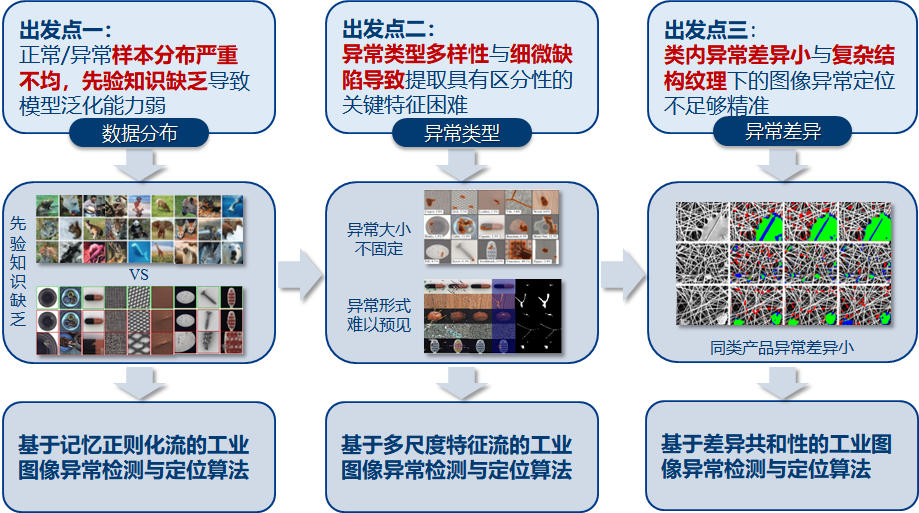 出发点一：
正常/异常样本分布严重
不均，先验知识缺乏导致
模型泛化能力弱
数据分布
先验知识缺乏
VS
基于记忆正则化流的工业
图像异常检测与定位算法
出发点二：
异常类型多样性与细微缺
陷导致提取具有区分性的
关键特征困难
异常类型
异常大小
不固定
异常形式
难以预见
基于多尺度特征流的工业
图像异常检测与定位算法
出发点三：
类内异常差异小与复杂结
构纹理下的图像异常定位
不足够精准
异常差异
同类产品异常差异小
基于差异共和性的工业图
像异常检测与定位算法